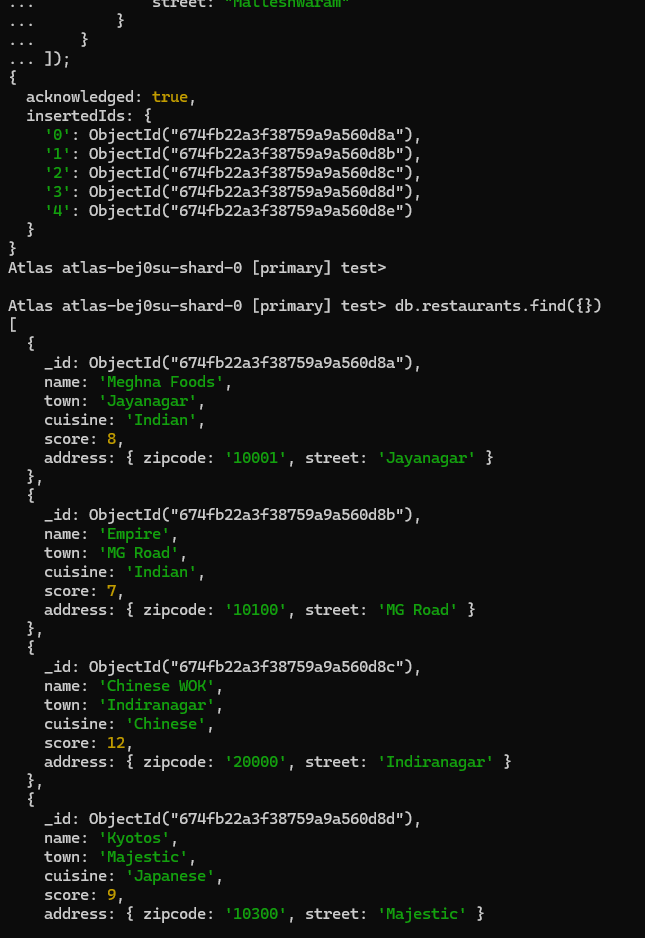 ...             street: "Malleshwaram"
...         }
...     }
... ]);
{
  acknowledged: true,
  insertedIds: {
    '0': ObjectId("674fb22a3f38759a9a560d8a"),
    '1': ObjectId("674fb22a3f38759a9a560d8b"),
    '2': ObjectId("674fb22a3f38759a9a560d8c"),
    '3': ObjectId("674fb22a3f38759a9a560d8d"),
    '4': ObjectId("674fb22a3f38759a9a560d8e")
  }
}
Atlas atlas-bej0su-shard-0 [primary] test>
Atlas atlas-bej0su-shard-0 [primary] test> db.restaurants.find({})
[
  {
    _id: ObjectId("674fb22a3f38759a9a560d8a"),
    name: 'Meghna Foods',
    town: 'Jayanagar',
    cuisine: 'Indian',
    score: 8,
    address: { zipcode: '10001', street: 'Jayanagar' }
  },
  {
    _id: ObjectId("674fb22a3f38759a9a560d8b"),
    name: 'Empire',
    town: 'MG Road',
    cuisine: 'Indian',
    score: 7,
    address: { zipcode: '10100', street: 'MG Road' }
  },
  {
    _id: ObjectId("674fb22a3f38759a9a560d8c"),
    name: 'Chinese WOK',
    town: 'Indiranagar',
    cuisine: 'Chinese',
    score: 12,
    address: { zipcode: '20000', street: 'Indiranagar' }
  },
  {
    _id: ObjectId("674fb22a3f38759a9a560d8d"),
    name: 'Kyotos',
    town: 'Majestic',
    cuisine: 'Japanese',
    score: 9,
    address: { zipcode: '10300', street: 'Majestic' }